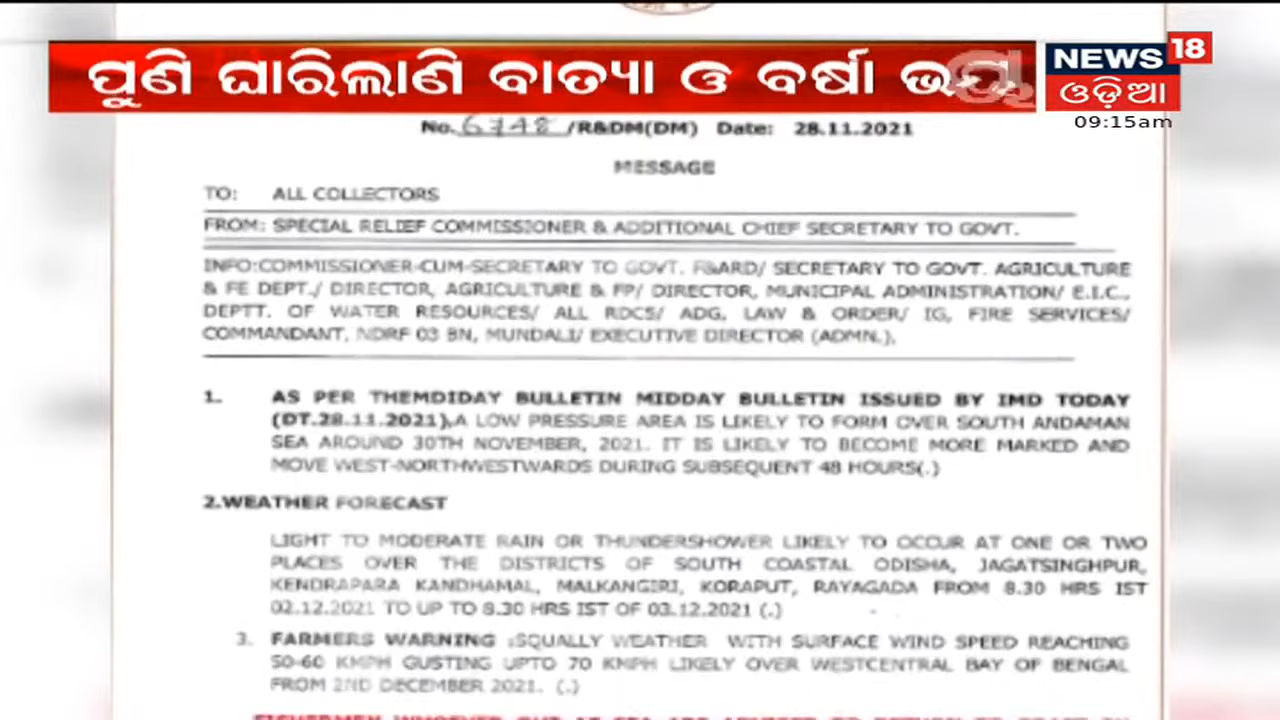 ପୁଣି ଘାରିଲାଣି ବାତ୍ୟା ଓ ବର୍ଷା ଭୟ
NEWS 18
ଓଡ଼ିଆ
09:15am
No. 6748 /R&DM(DM) Date: 28.11.2021
MESSAGE
TO: ALL COLLECTORS
FROM: SPECIAL RELIEF COMMISSIONER & ADDITIONAL CHIEF SECRETARY TO GOVT.
INFO:COMMISSIONER-CUM-SECRETARY TO GOVT. F&ARD/ SECRETARY TO GOVT. AGRICULTURE
& FE DEPT./ DIRECTOR, AGRICULTURE & FP/ DIRECTOR, MUNICIPAL ADMINISTRATION/ E.I.C.,
DEPTT. OF WATER RESOURCES/ ALL RDCS/ ADG, LAW & ORDER/ IG, FIRE SERVICES/
COMMANDANT, NDRF 03 BN, MUNDALI/ EXECUTIVE DIRECTOR (ADMN.),
1. AS PER THEMDIDAY BULLETIN MIDDAY BULLETIN ISSUED BY IMD TODAY
(DT.28.11.2021),A LOW PRESSURE AREA IS LIKELY TO FORM OVER SOUTH ANDAMAN
SEA AROUND 30TH NOVEMBER, 2021. IT IS LIKELY TO BECOME MORE MARKED AND
MOVE WEST-NORTHWESTWARDS DURING SUBSEQUENT 48 HOURS(.)
2.WEATHER FORECAST
LIGHT TO MODERATE RAIN OR THUNDERSHOWER LIKELY TO OCCUR AT ONE OR TWO
PLACES OVER THE DISTRICTS OF SOUTH COASTAL ODISHA, JAGATSINGHPUR,
KENDRAPARA KANDHAMAL, MALKANGIRI, KORAPUT, RAYAGADA FROM 8.30 HRS IST
02.12.2021 TO UP TO 8.30 HRS IST OF 03.12.2021 (.)
3. FARMERS WARNING :SQUALLY WEATHER WITH SURFACE WIND SPEED REACHING
50-60 KMPH GUSTING UPTO 70 KMPH LIKELY OVER WESTCENTRAL BAY OF BENGAL
FROM 2ND DECEMBER 2021. (.)